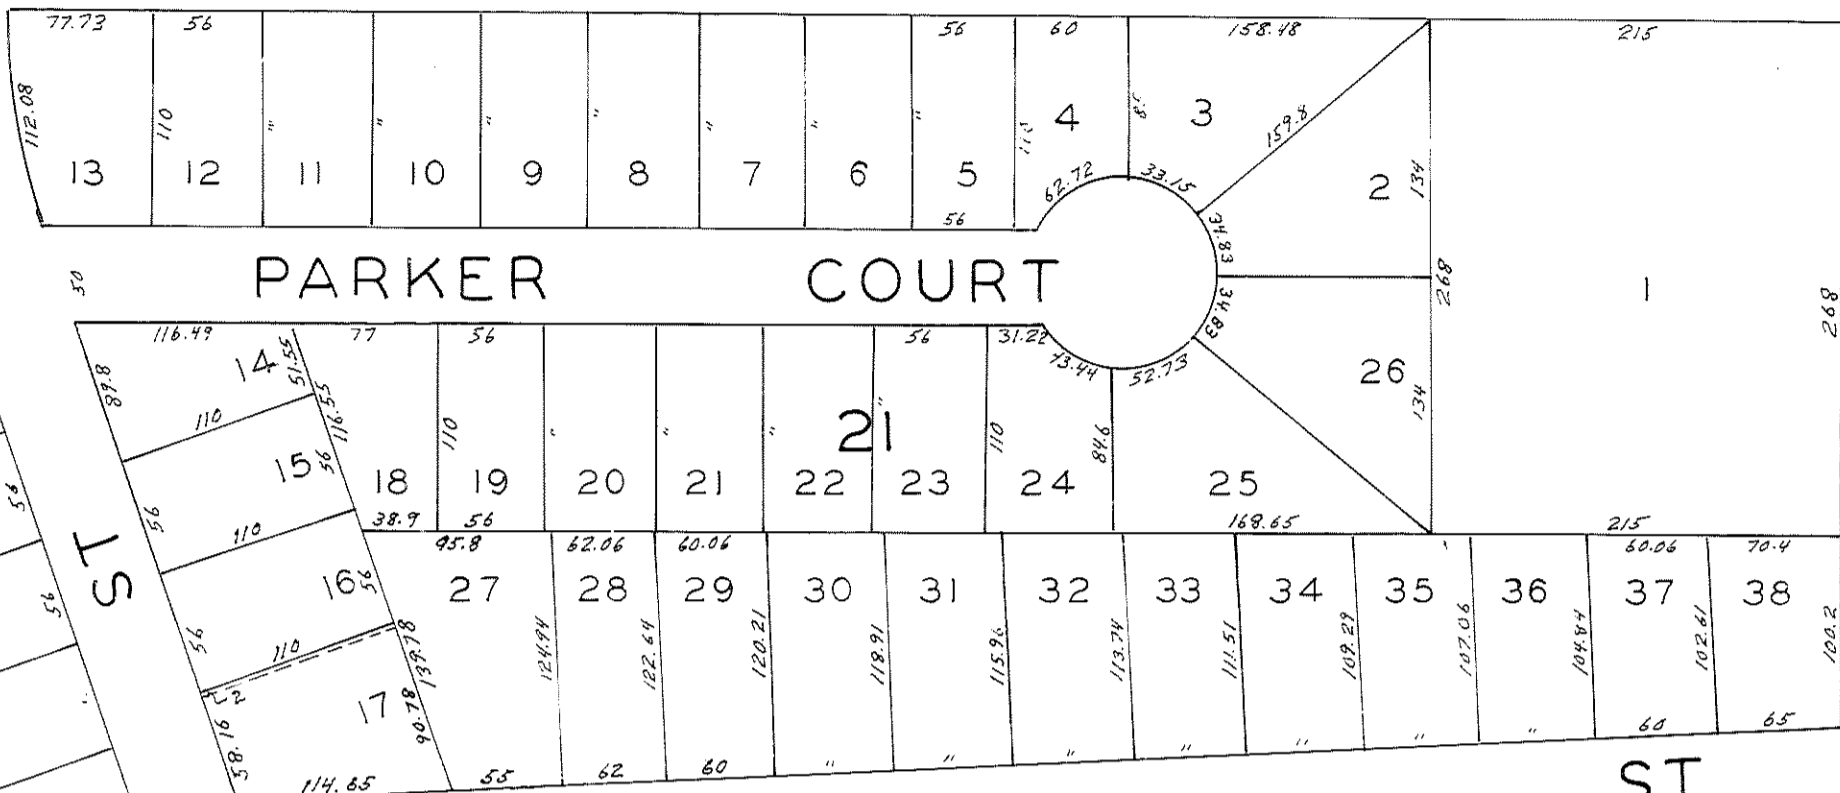 77.73 56 56 60 158.48 215
112.08 110 " " " " " " " 110 159.8 134
13 12 11 10 9 8 7 6 5 4 3 2
62.72 33.15 34.83
56
50 PARKER COURT 268 1 268
34.83
116.49 77 56 56 31.22 73.44 52.73
89.8 14 51.55 116.55 110 " " " " 110 84.6 26 134
110 21
15 56
18 19 20 21 22 23 24 25
38.9 56 168.65 215
56 56 110
95.8 62.06 60.06 60.06 70.4
ST 16 56 27 28 29 30 31 32 33 34 35 36 37 38
56 56 110 139.78 124.94 122.64 120.21 118.91 115.96 113.74 111.51 109.29 107.06 104.84 102.61 100.2
2 17 90.78
58.16 114.65 55 62 60 " " " " " " " 60 65
ST